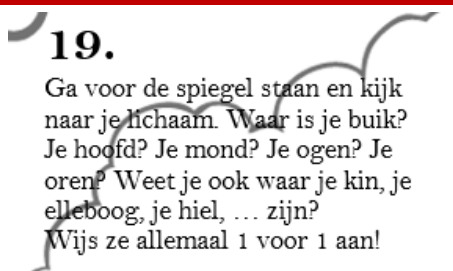 19.
Ga voor de spiegel staan en kijk
naar je lichaam. Waar is je buik?
Je hoofd? Je mond? Je ogen? Je
oren? Weet je ook waar je kin, je
elleboog, je hiel, … zijn?
Wijs ze allemaal 1 voor 1 aan!